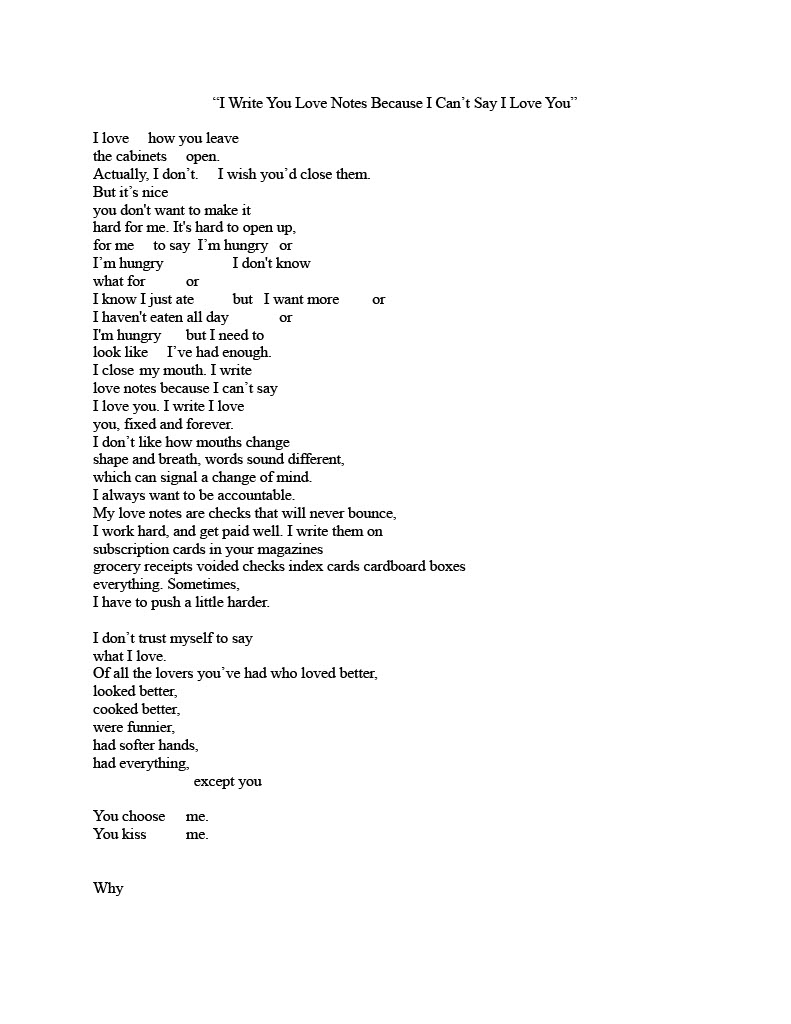 “I Write You Love Notes Because I Can’t Say I Love You”
I love     how you leave
the cabinets     open.
Actually, I don’t.     I wish you’d close them.
But it’s nice
you don't want to make it
hard for me. It's hard to open up,
for me     to say  I’m hungry   or
I’m hungry                  I don't know
what for          or
I know I just ate          but   I want more         or
I haven't eaten all day             or
I'm hungry      but I need to
look like     I’ve had enough.
I close my mouth. I write
love notes because I can’t say
I love you. I write I love
you, fixed and forever.
I don’t like how mouths change
shape and breath, words sound different,
which can signal a change of mind.
I always want to be accountable.
My love notes are checks that will never bounce,
I work hard, and get paid well. I write them on
subscription cards in your magazines
grocery receipts voided checks index cards cardboard boxes
everything. Sometimes,
I have to push a little harder.
I don’t trust myself to say
what I love.
Of all the lovers you’ve had who loved better,
looked better,
cooked better,
were funnier,
had softer hands,
had everything,
except you
You choose     me.
You kiss          me.
Why